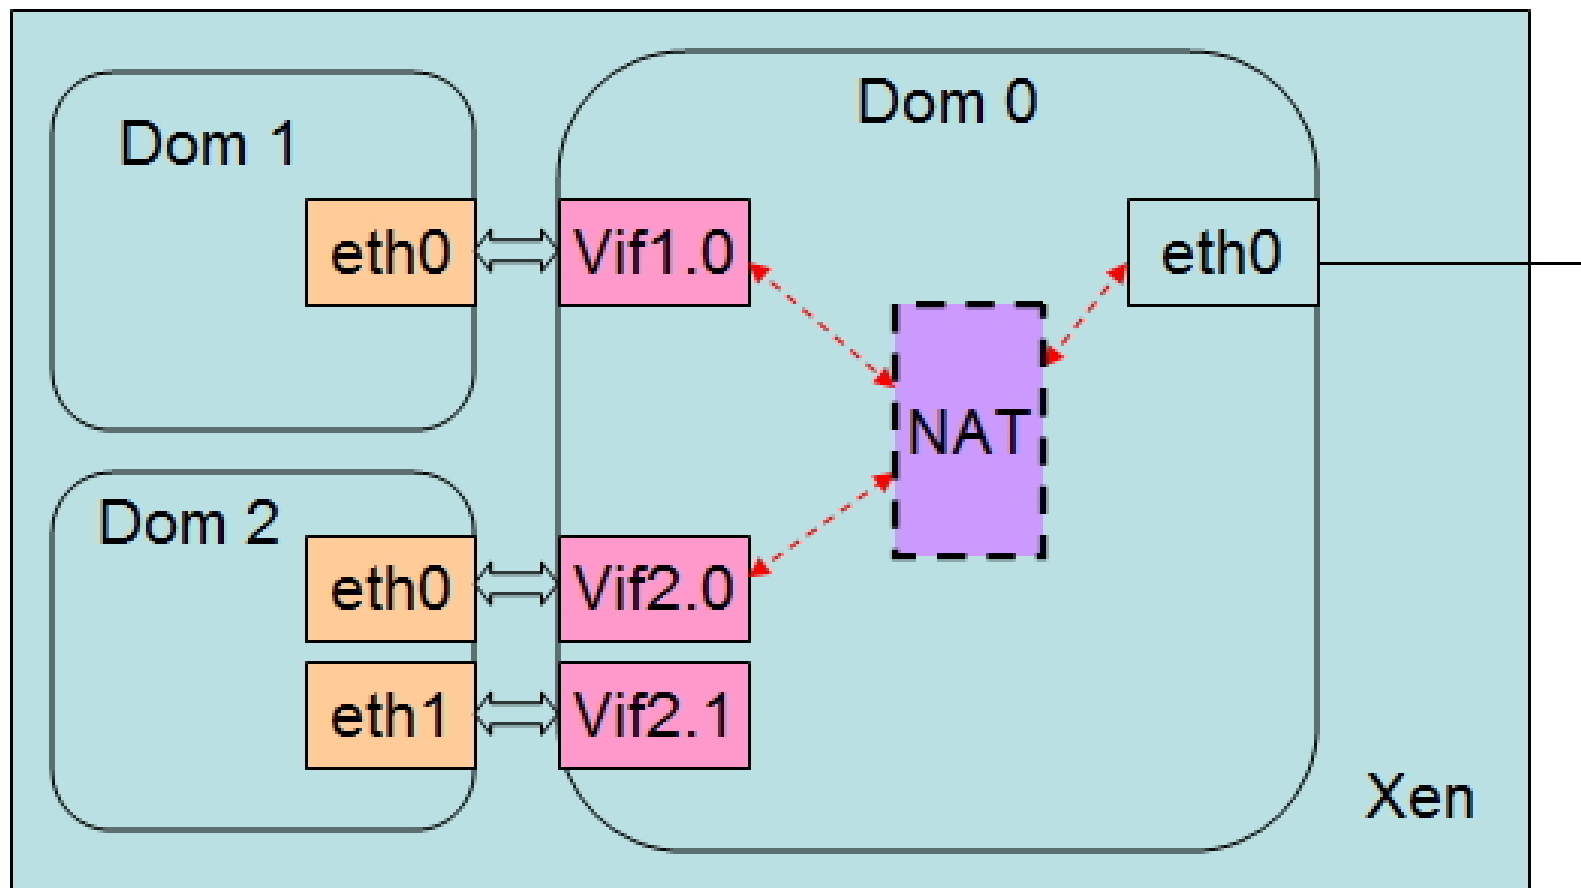 Dom 0
Dom 1
eth0
Vif1.0
eth0
NAT
Dom 2
eth0
Vif2.0
eth1
Vif2.1
Xen